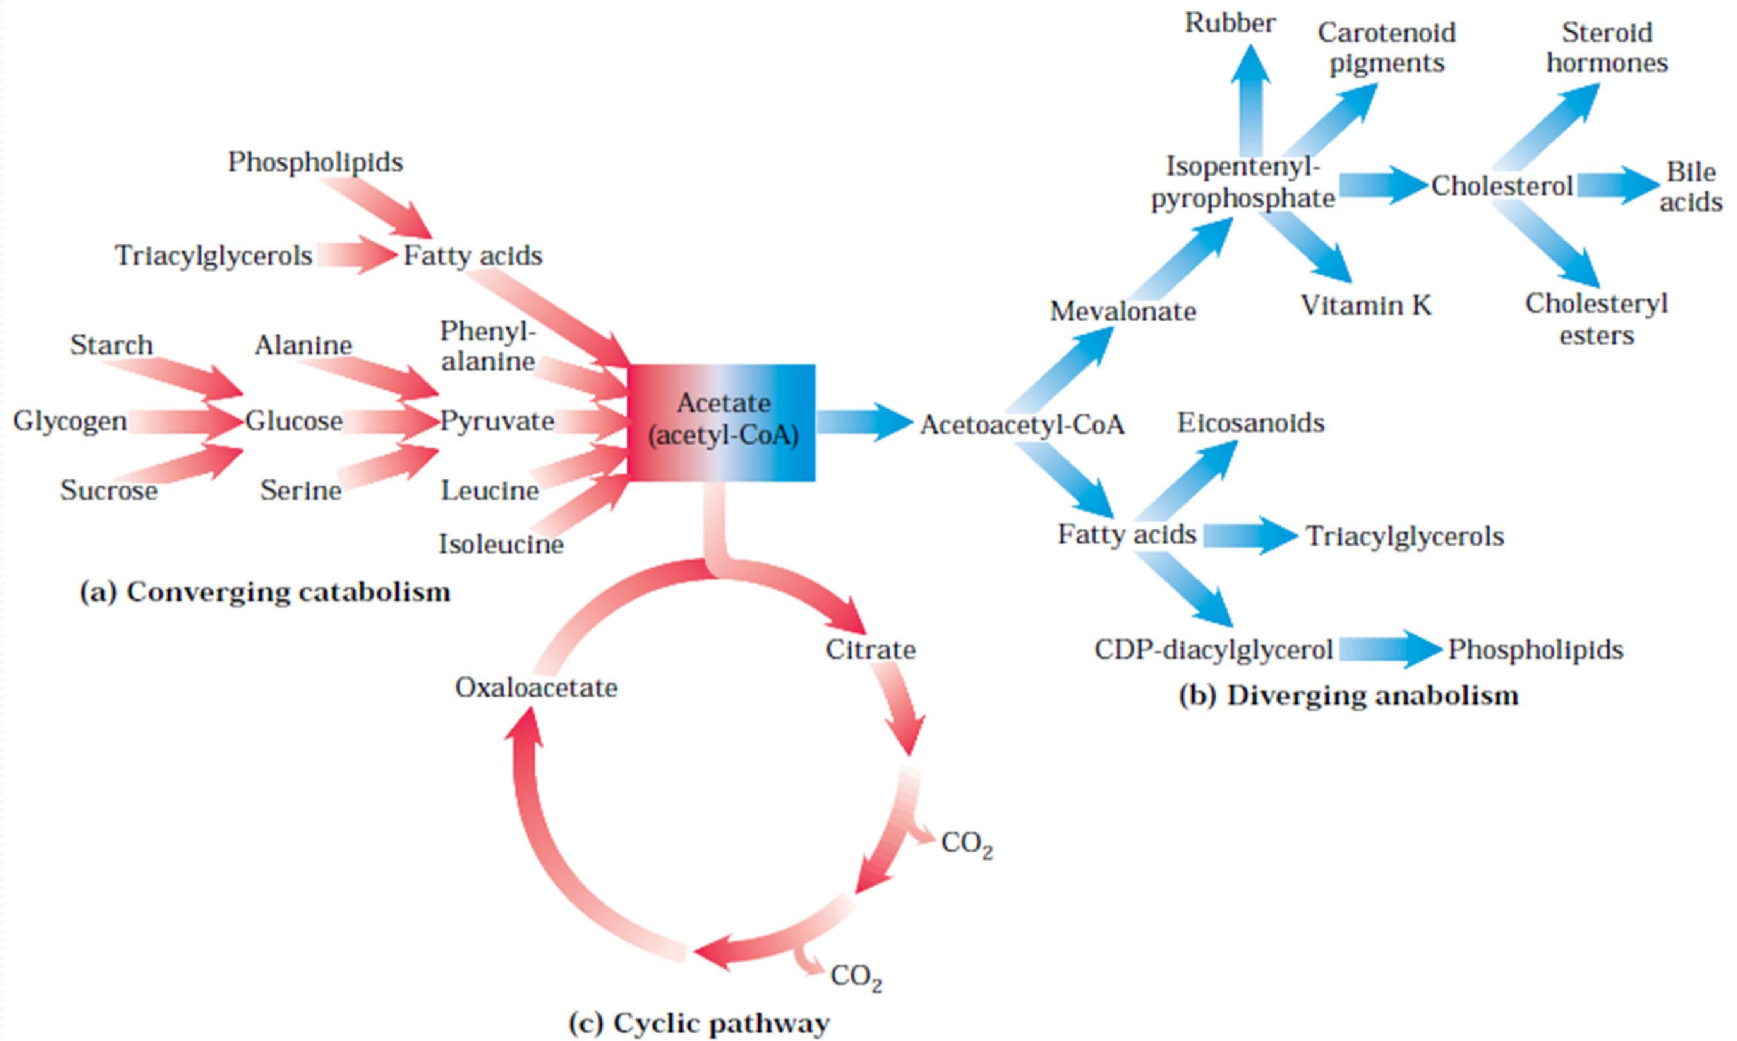 Rubber
Carotenoid
pigments
Steroid
hormones
Phospholipids
Isopentenyl-
pyrophosphate
Cholesterol
Bile
acids
Triacylglycerols
Fatty acids
Mevalonate
Vitamin K
Cholesteryl
esters
Starch
Alanine
Phenyl-
alanine
Glycogen
Glucose
Pyruvate
Acetate
(acetyl-CoA)
Acetoacetyl-CoA
Eicosanoids
Sucrose
Serine
Leucine
Isoleucine
Fatty acids
Triacylglycerols
(a) Converging catabolism
Citrate
CDP-diacylglycerol
Phospholipids
Oxaloacetate
(b) Diverging anabolism
CO2
CO2
(c) Cyclic pathway